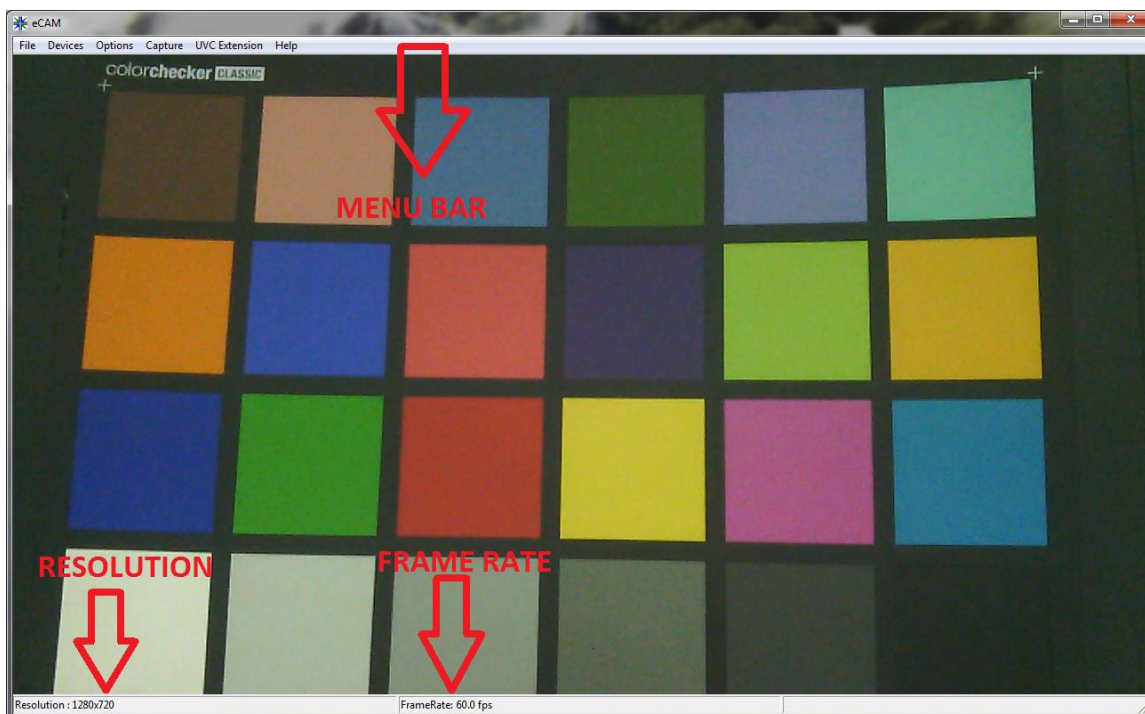 eCAM
File Devices Options Capture UVC Extension Help
colorchecker CLASSIC
MENU BAR
RESOLUTION
FRAME RATE
Resolution : 1280x720
FrameRate: 60.0 fps